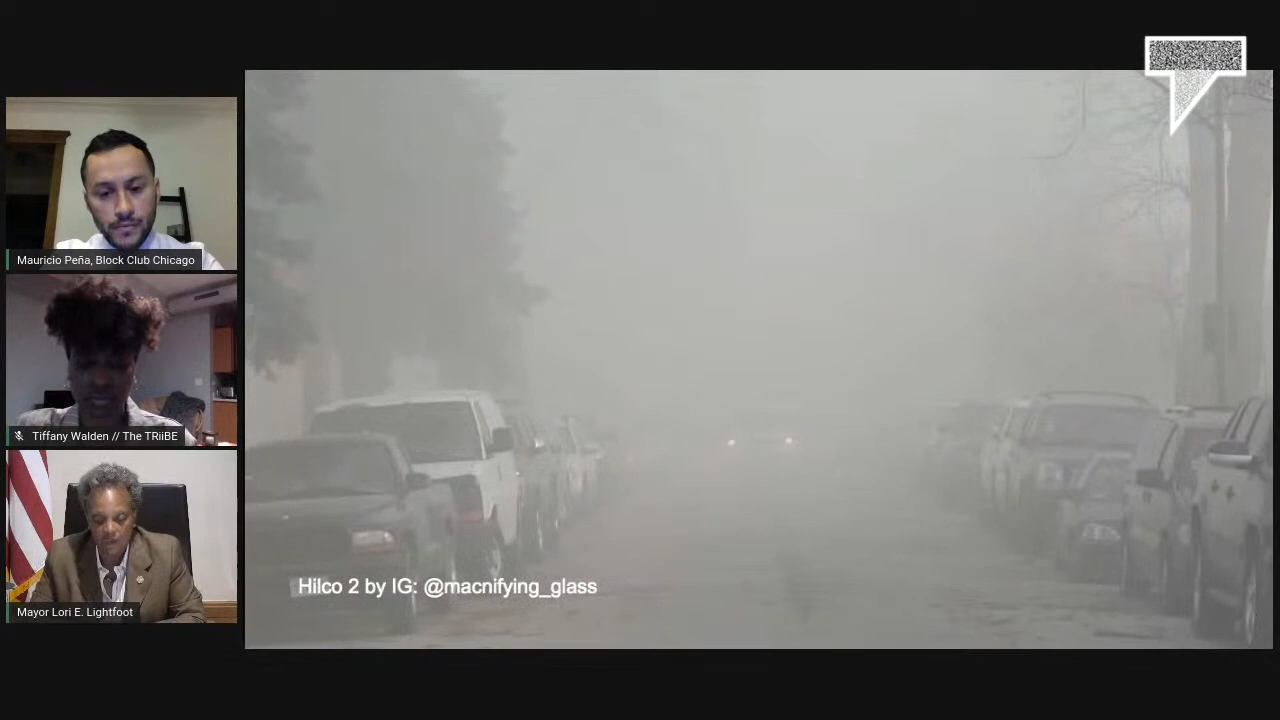 Mauricio Peña, Block Club Chicago
Tiffany Walden // The TRiiBE
Mayor Lori E. Lightfoot
Hilco 2 by IG: @macnifying_glass